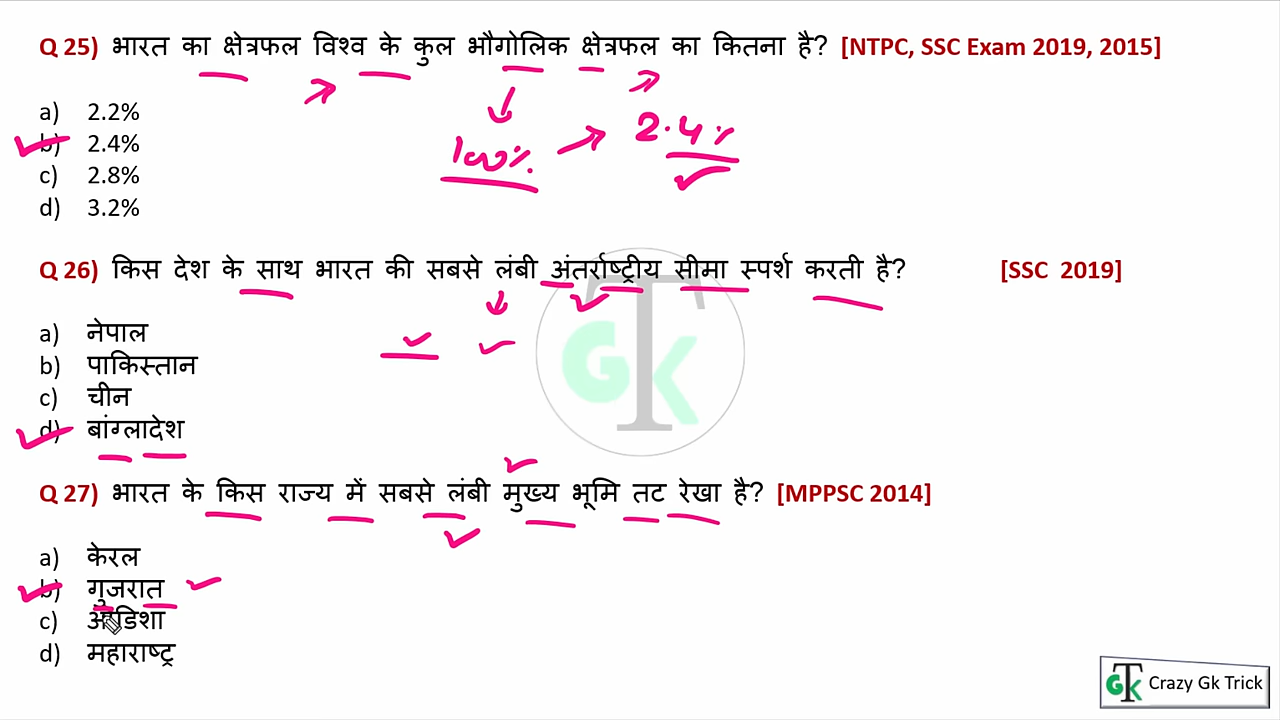 Q 25) भारत का क्षेत्रफल विश्व के कुल भौगोलिक क्षेत्रफल का कितना है? [NTPC, SSC Exam 2019, 2015]
a) 2.2%
b) 2.4%
c) 2.8%
d) 3.2%
100% → 2.4%
Q 26) किस देश के साथ भारत की सबसे लंबी अंतर्राष्ट्रीय सीमा स्पर्श करती है? [SSC 2019]
a) नेपाल
b) पाकिस्तान
c) चीन
d) बांग्लादेश
GTK
Q 27) भारत के किस राज्य में सबसे लंबी मुख्य भूमि तट रेखा है? [MPPSC 2014]
a) केरल
b) गुजरात
c) ओडिशा
d) महाराष्ट्र
GTK Crazy Gk Trick